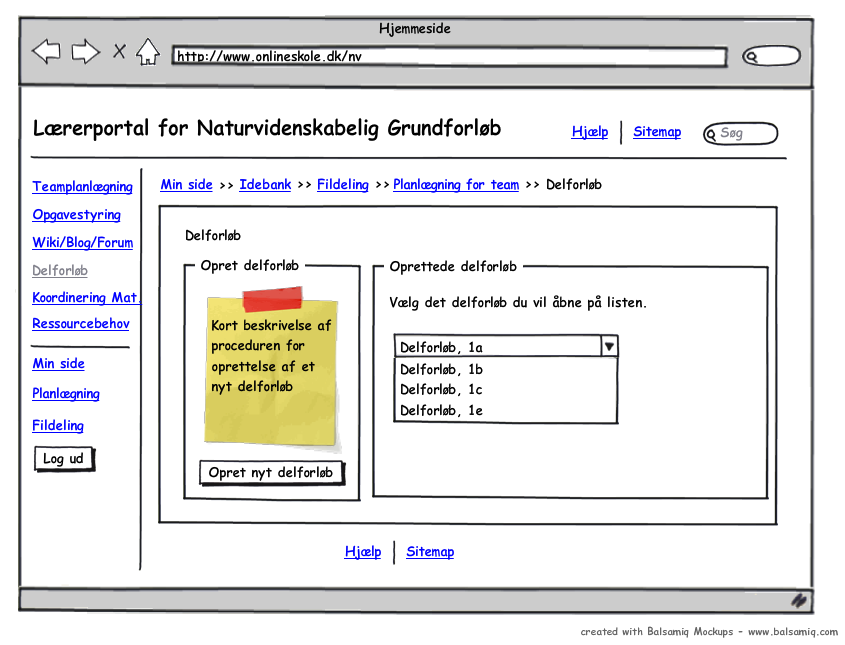 Hjemmeside
http://www.onlineskole.dk/nv
Lærerportal for Naturvidenskabelig Grundforløb
Hjælp | Sitemap
Søg
Teamplanlægning
Opgavestyring
Wiki/Blog/Forum
Delforløb
Koordinering Mat.
Ressourcebehov
Min side
Planlægning
Fildeling
Log ud
Min side >> Idebank >> Fildeling >> Planlægning for team >> Delforløb
Delforløb
Opret delforløb
Kort beskrivelse af
proceduren for
oprettelse af et
nyt delforløb
Opret nyt delforløb
Oprettede delforløb
Vælg det delforløb du vil åbne på listen.
Delforløb, 1a
Delforløb, 1b
Delforløb, 1c
Delforløb, 1e
Hjælp | Sitemap
created with Balsamiq Mockups - www.balsamiq.com